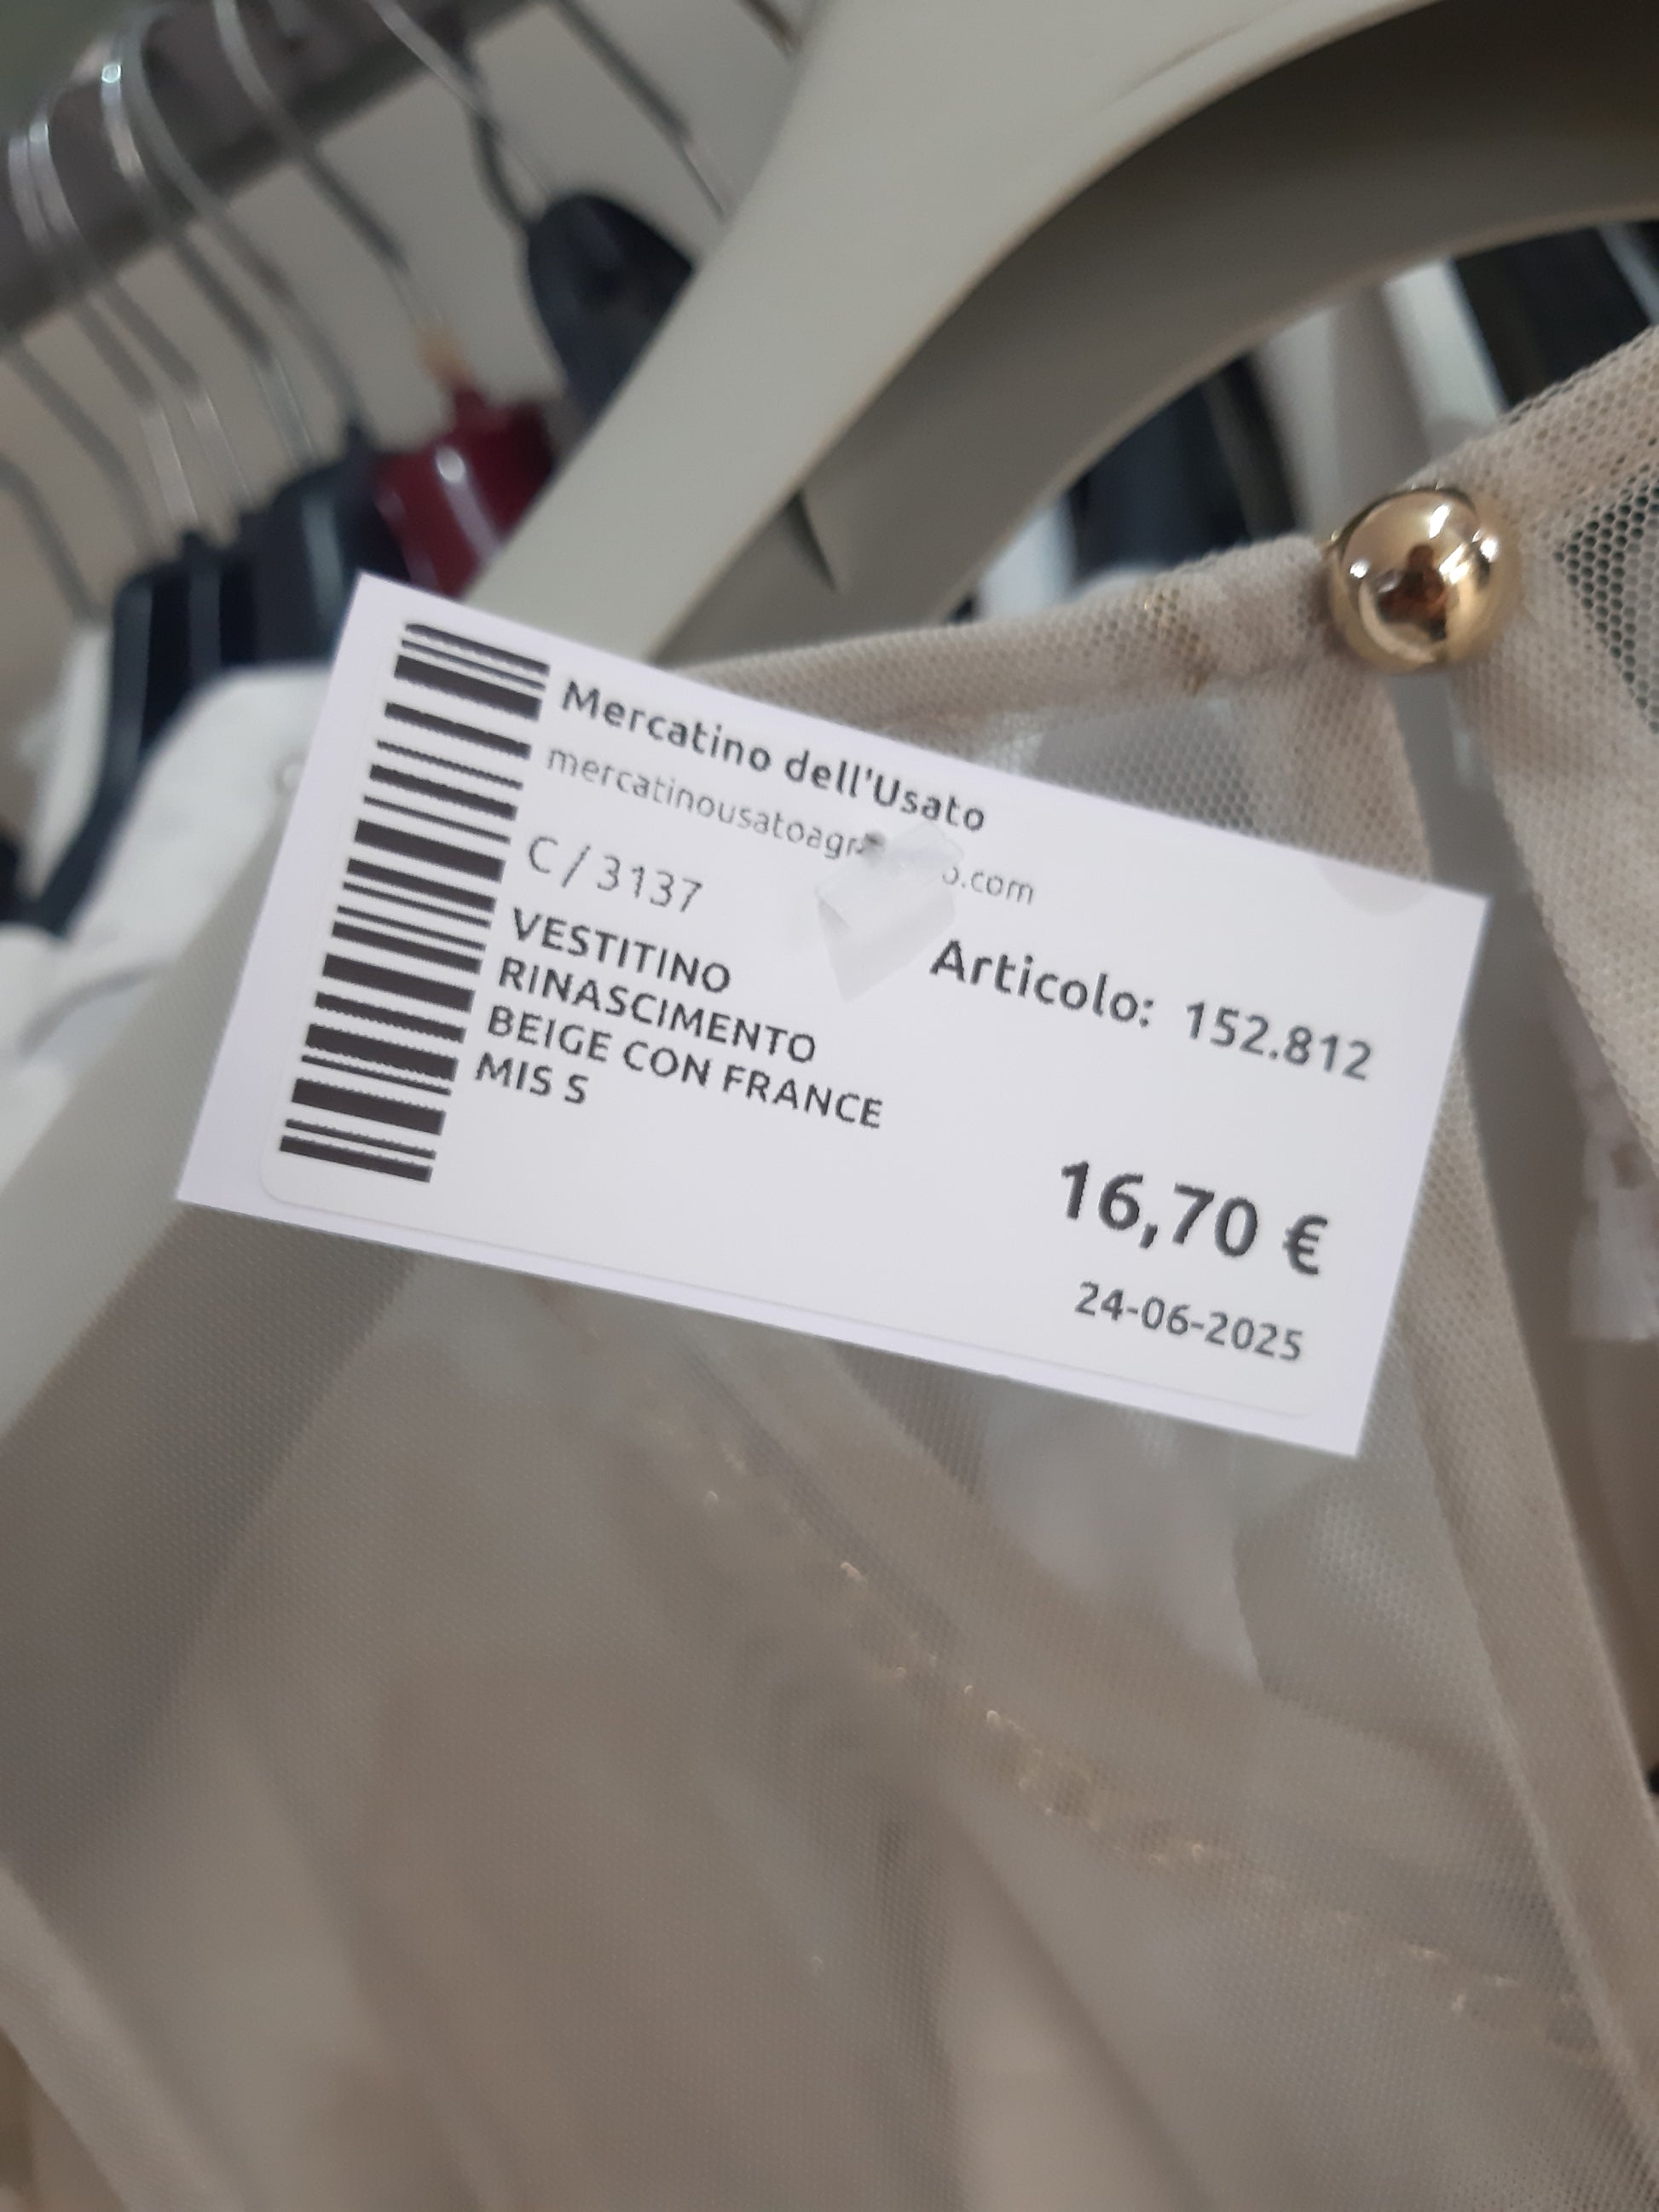 Mercatino dell'Usato
C / 3137
VESTITINO
RINASCIMENTO
BEIGE CON FRANCE
MIS S
Articolo: 152.812
16,70 €
24-06-2025